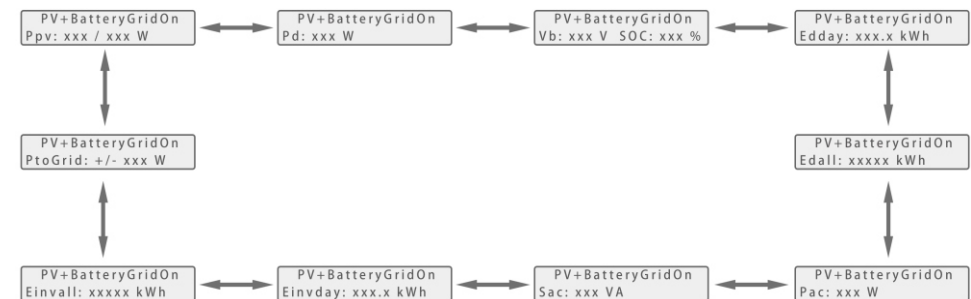 PV+BatteryGridOn
Ppv: xxx / xxx W
PV+BatteryGridOn
Pd: xxx W
PV+BatteryGridOn
Vb: xxx V SOC: xxx %
PV+BatteryGridOn
Edday: xxx.x kWh
PV+BatteryGridOn
PtoGrid: +/- xxx W
PV+BatteryGridOn
Edall: xxxxx kWh
PV+BatteryGridOn
Einvall: xxxxx kWh
PV+BatteryGridOn
Einvday: xxx.x kWh
PV+BatteryGridOn
Sac: xxx VA
PV+BatteryGridOn
Pac: xxx W